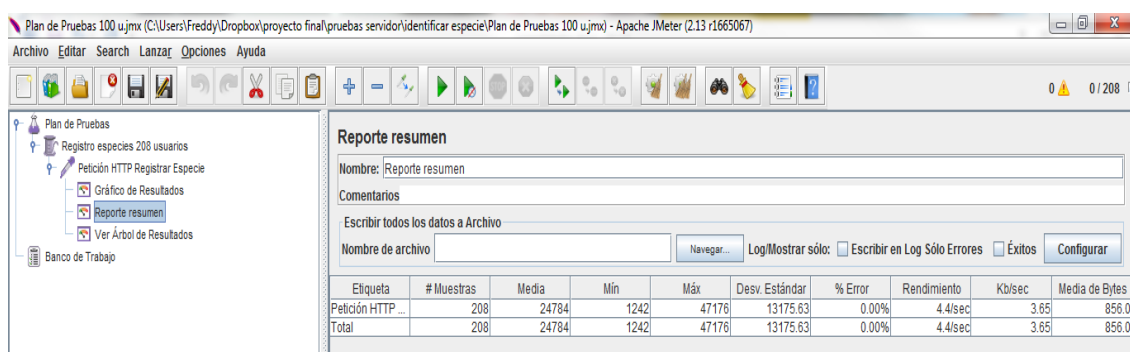 Plan de Pruebas 100 u.jmx (C:\Users\Freddy\Dropbox\proyecto final\pruebas servidor\identificar especie\Plan de Pruebas 100 u.jmx) - Apache JMeter (2.13 r1665067)
Archivo Editar Search Lanzar Opciones Ayuda
0 0 / 208
Plan de Pruebas
Registro especies 208 usuarios
Petición HTTP Registrar Especie
Gráfico de Resultados
Reporte resumen
Ver Árbol de Resultados
Banco de Trabajo
Reporte resumen
Nombre: Reporte resumen
Comentarios
Escribir todos los datos a Archivo
Nombre de archivo Navegar... Log/Mostrar sólo: Escribir en Log Sólo Errores Éxitos Configurar
Etiqueta # Muestras Media Mín Máx Desv. Estándar % Error Rendimiento Kb/sec Media de Bytes
Petición HTTP ... 208 24784 1242 47176 13175.63 0.00% 4.4/sec 3.65 856.0
Total 208 24784 1242 47176 13175.63 0.00% 4.4/sec 3.65 856.0